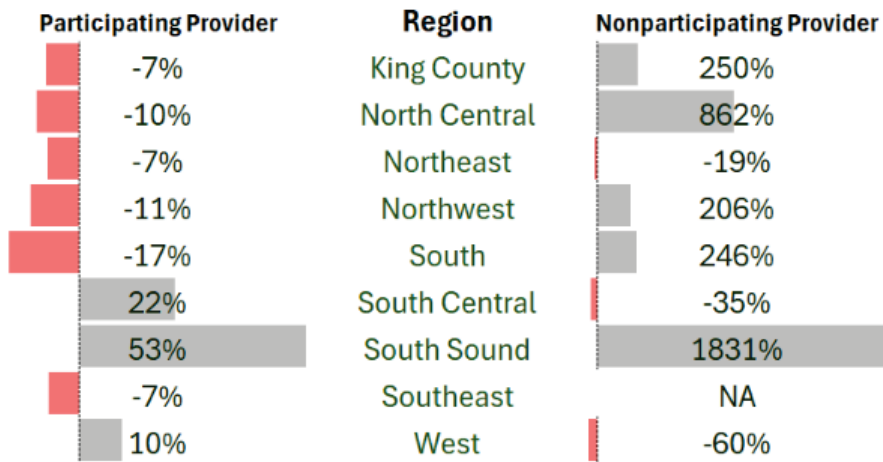 Participating Provider Region Nonparticipating Provider
-7% King County 250%
-10% North Central 862%
-7% Northeast -19%
-11% Northwest 206%
-17% South 246%
22% South Central -35%
53% South Sound 1831%
-7% Southeast NA
10% West -60%